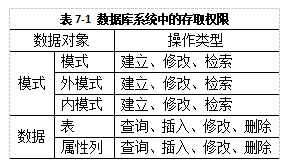 表 7-1 数据库系统中的存取权限
数据对象 操作类型
模式 模式 建立、修改、检索
外模式 建立、修改、检索
内模式 建立、修改、检索
数据 表 查询、插入、修改、删除
属性列 查询、插入、修改、删除